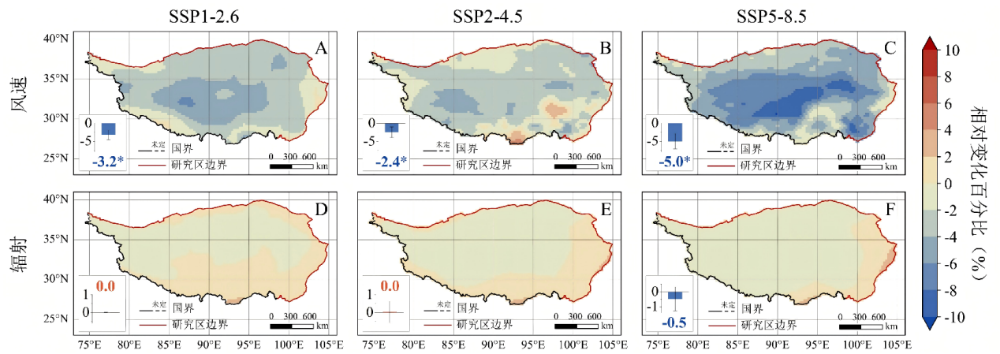 SSP1-2.6 SSP2-4.5 SSP5-8.5
风速
40°N
35°N
30°N
25°N
A
0
-5
-3.2*
未定 国界
研究区边界
0 300 600
km
B
0
-5
-2.4*
未定 国界
研究区边界
0 300 600
km
C
0
-5
-5.0*
未定 国界
研究区边界
0 300 600
km
辐射
40°N
35°N
30°N
25°N
D
0.0
1
0
未定 国界
研究区边界
0 300 600
km
E
0.0
1
0
未定 国界
研究区边界
0 300 600
km
F
0
-1
-0.5
未定 国界
研究区边界
0 300 600
km
75°E 80°E 85°E 90°E 95°E 100°E 105°E
75°E 80°E 85°E 90°E 95°E 100°E 105°E
75°E 80°E 85°E 90°E 95°E 100°E 105°E
10
8
6
4
2
0
-2
-4
-6
-8
-10
相对变化百分比（%）